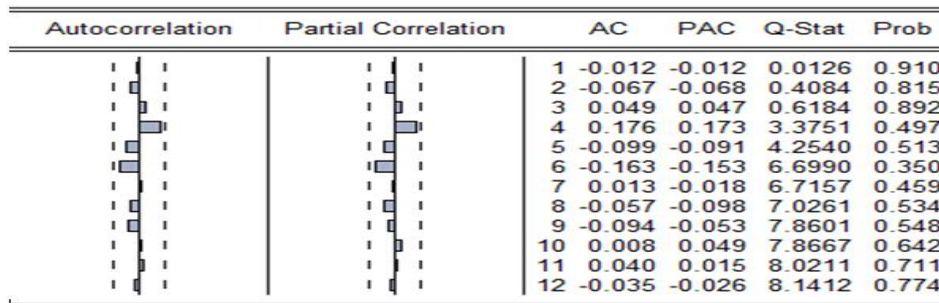 Autocorrelation Partial Correlation AC PAC Q-Stat Prob
1 -0.012 -0.012 0.0126 0.910
2 -0.067 -0.068 0.4084 0.815
3 0.049 0.047 0.6184 0.892
4 0.176 0.173 3.3751 0.497
5 -0.099 -0.091 4.2540 0.513
6 -0.163 -0.153 6.6990 0.350
7 0.013 -0.018 6.7157 0.459
8 -0.057 -0.098 7.0261 0.534
9 -0.094 -0.053 7.8601 0.548
10 0.008 0.049 7.8667 0.642
11 0.040 0.015 8.0211 0.711
12 -0.035 -0.026 8.1412 0.774